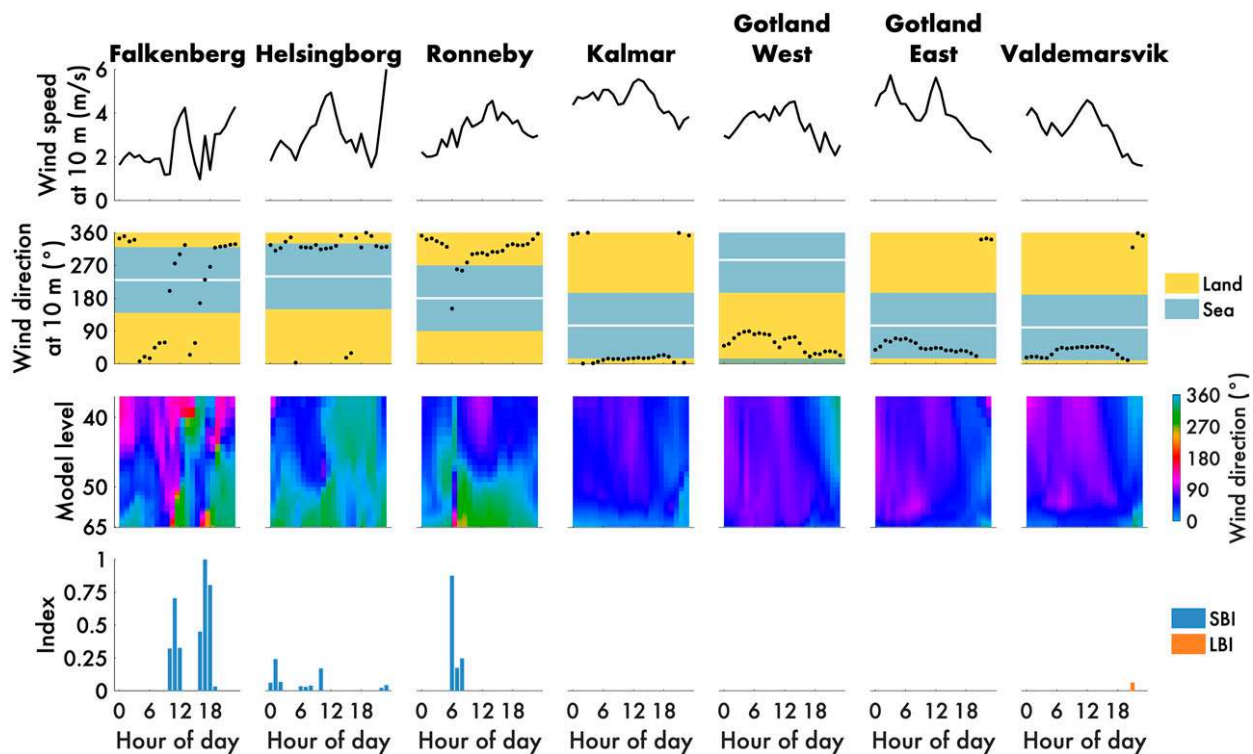 Falkenberg Helsingborg Ronneby Kalmar Gotland West Gotland East Valdemarsvik
Wind speed
at 10 m (m/s)
6
4
2
0
Wind direction
at 10 m (°)
360
270
180
90
0
Land
Sea
Model level
40
50
65
360
270
180
90
0
Wind direction (°)
Index
1
0.75
0.5
0.25
0
SBI
LBI
0 6 12 18 0 6 12 18 0 6 12 18 0 6 12 18 0 6 12 18 0 6 12 18 0 6 12 18
Hour of day Hour of day Hour of day Hour of day Hour of day Hour of day Hour of day